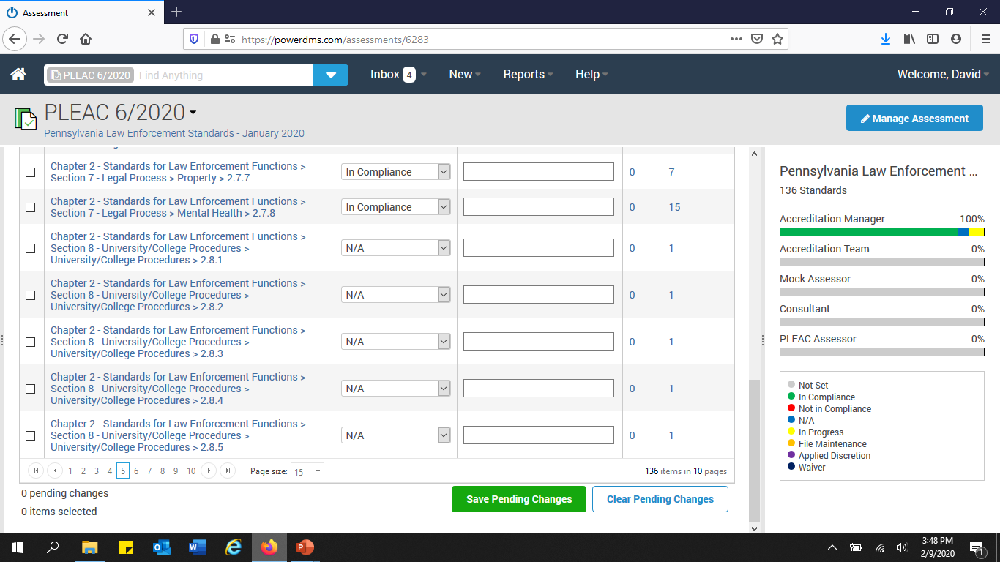 Assessment
https://powerdms.com/assessments/6283
PLEAC 6/2020 Find Anything
Inbox 4
New
Reports
Help
Welcome, David
PLEAC 6/2020
Pennsylvania Law Enforcement Standards - January 2020
Manage Assessment
Chapter 2 - Standards for Law Enforcement Functions >
Section 7 - Legal Process > Property > 2.7.7
In Compliance
0
7
Chapter 2 - Standards for Law Enforcement Functions >
Section 7 - Legal Process > Mental Health > 2.7.8
In Compliance
0
15
Chapter 2 - Standards for Law Enforcement Functions >
Section 8 - University/College Procedures >
University/College Procedures > 2.8.1
N/A
0
1
Chapter 2 - Standards for Law Enforcement Functions >
Section 8 - University/College Procedures >
University/College Procedures > 2.8.2
N/A
0
1
Chapter 2 - Standards for Law Enforcement Functions >
Section 8 - University/College Procedures >
University/College Procedures > 2.8.3
N/A
0
1
Chapter 2 - Standards for Law Enforcement Functions >
Section 8 - University/College Procedures >
University/College Procedures > 2.8.4
N/A
0
1
Chapter 2 - Standards for Law Enforcement Functions >
Section 8 - University/College Procedures >
University/College Procedures > 2.8.5
N/A
0
1
1 2 3 4 5 6 7 8 9 10
Page size: 15
136 items in 10 pages
0 pending changes
0 items selected
Save Pending Changes
Clear Pending Changes
Pennsylvania Law Enforcement ...
136 Standards
Accreditation Manager 100%
Accreditation Team 0%
Mock Assessor 0%
Consultant 0%
PLEAC Assessor 0%
Not Set
In Compliance
Not in Compliance
N/A
In Progress
File Maintenance
Applied Discretion
Waiver
3:48 PM
2/9/2020
1